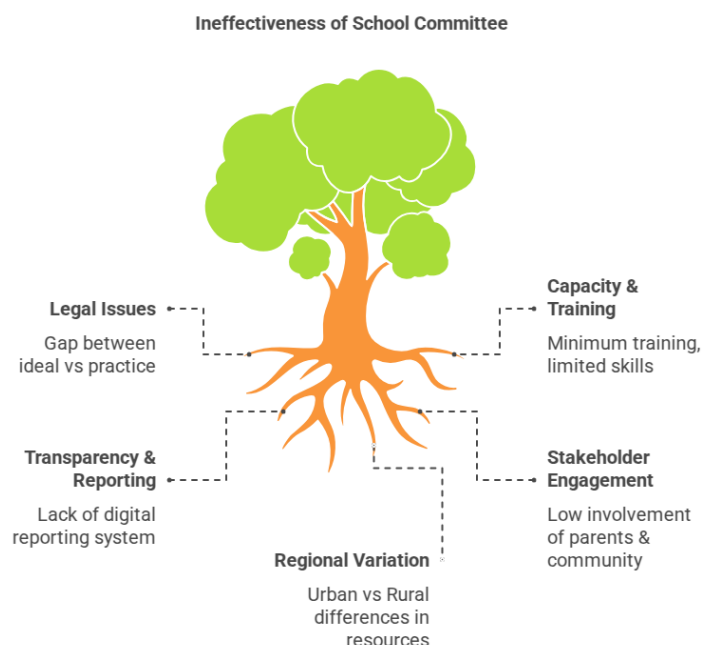 Ineffectiveness of School Committee
Legal Issues
Gap between
ideal vs practice
Capacity &
Training
Minimum training,
limited skills
Transparency &
Reporting
Lack of digital
reporting system
Stakeholder
Engagement
Low involvement
of parents &
community
Regional Variation
Urban vs Rural
differences in
resources